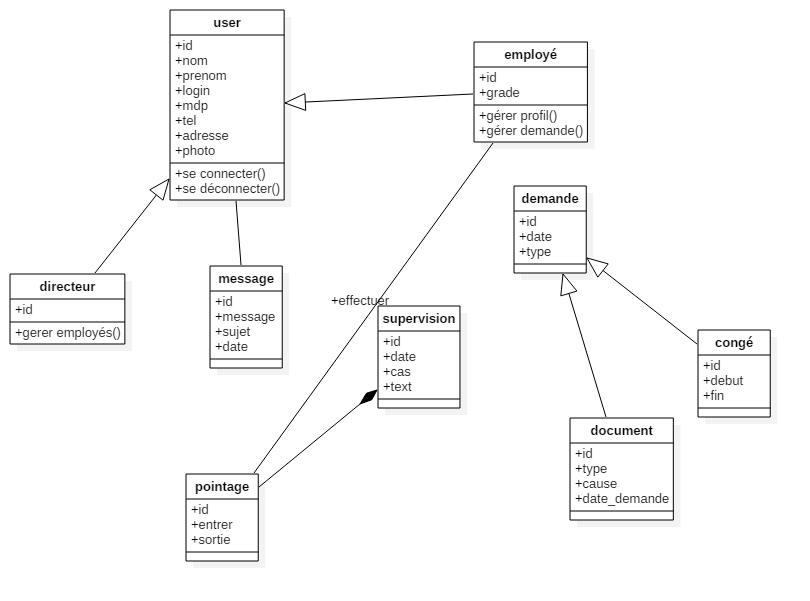 user
+id
+nom
+prenom
+login
+mdp
+tel
+adresse
+photo
+se connecter()
+se déconnecter()
employé
+id
+grade
+gérer profil()
+gérer demande()
demande
+id
+date
+type
directeur
+id
+gerer employés()
message
+id
+message
+sujet
+date
+effectuer
supervision
+id
+date
+cas
+text
congé
+id
+debut
+fin
document
+id
+type
+cause
+date_demande
pointage
+id
+entrer
+sortie